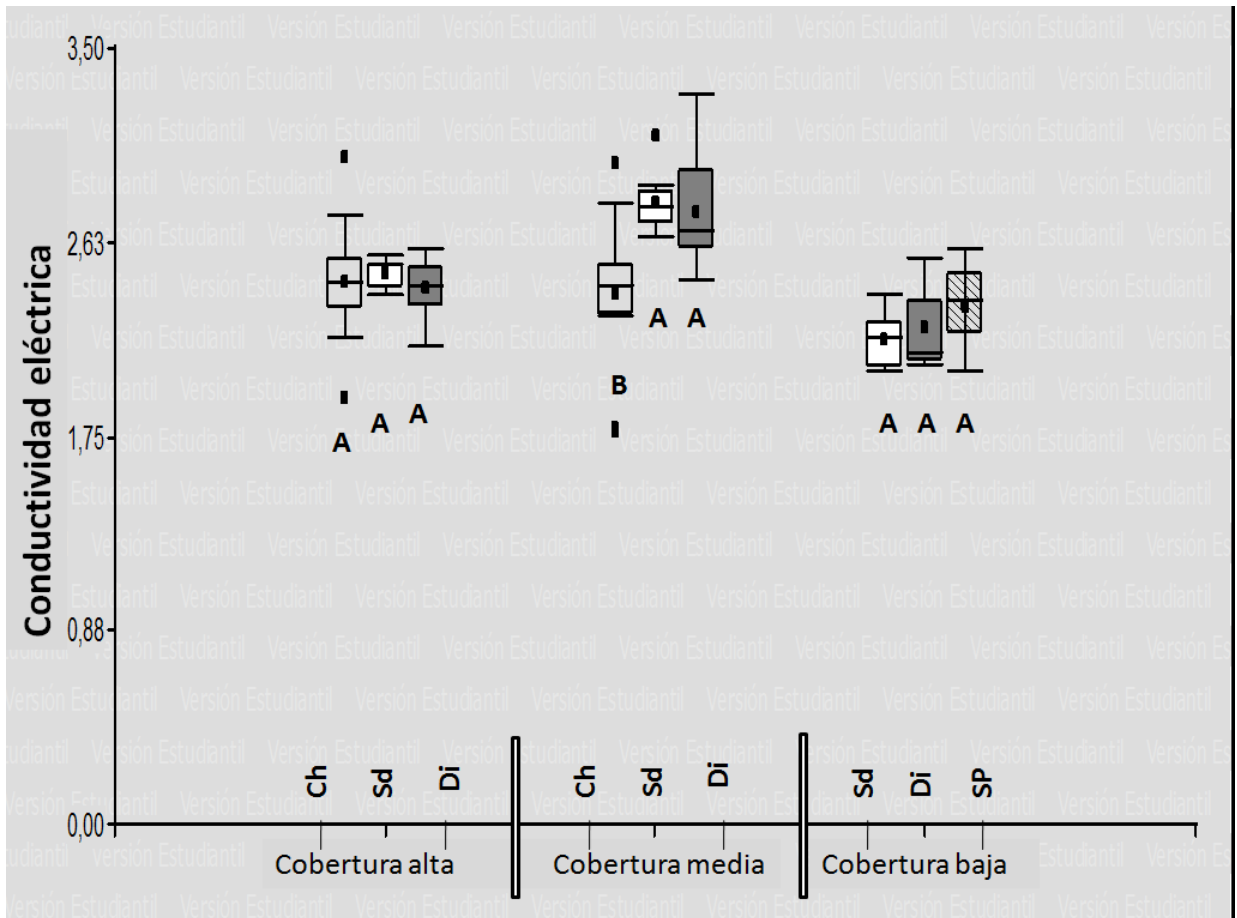 Conductividad eléctrica
3,50
2,63
1,75
0,88
0,00
A A A
B A A
A A A
Ch Sd Di
Ch Sd Di
Sd Di SP
Cobertura alta
Cobertura media
Cobertura baja
Versión Estudiantil